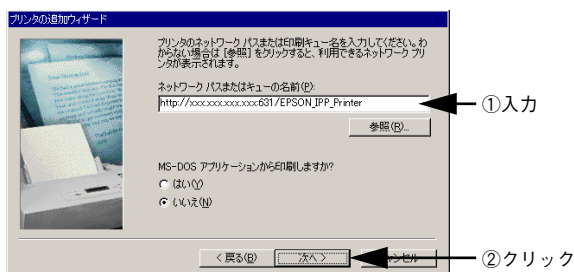 プリンタの追加ウィザード
プリンタのネットワーク パスまたは印刷キュー名を入力してください。わ
からない場合は [参照] をクリックすると、利用できるネットワーク プリ
ンタが表示されます。
ネットワーク パスまたはキューの名前(P):
http://xxx.xxx.xxx.xxx:631/EPSON_IPP_Printer
①入力
参照(R)...
MS-DOS アプリケーションから印刷しますか?
はい(Y)
いいえ(N)
< 戻る(B)
次へ >
キャンセル
②クリック